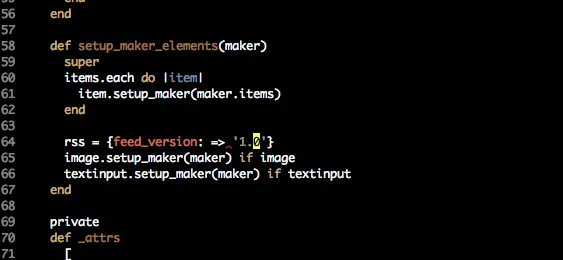 55 end
56 end
57
58 def setup_maker_elements(maker)
59 super
60 items.each do |item|
61 item.setup_maker(maker.items)
62 end
63
64 rss = {feed_version: => '1.0'}
65 image.setup_maker(maker) if image
66 textinput.setup_maker(maker) if textinput
67 end
68
69 private
70 def _attrs
71 [